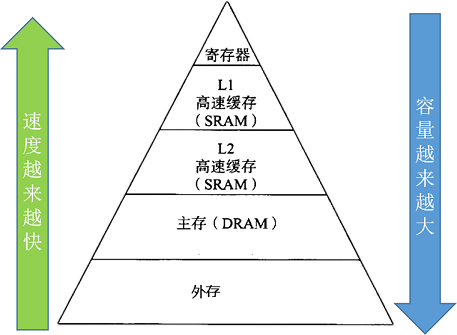 速度越来越快
寄存器
L1
高速缓存
（SRAM）
L2
高速缓存
（SRAM）
主存（DRAM）
外存
容量越来越大